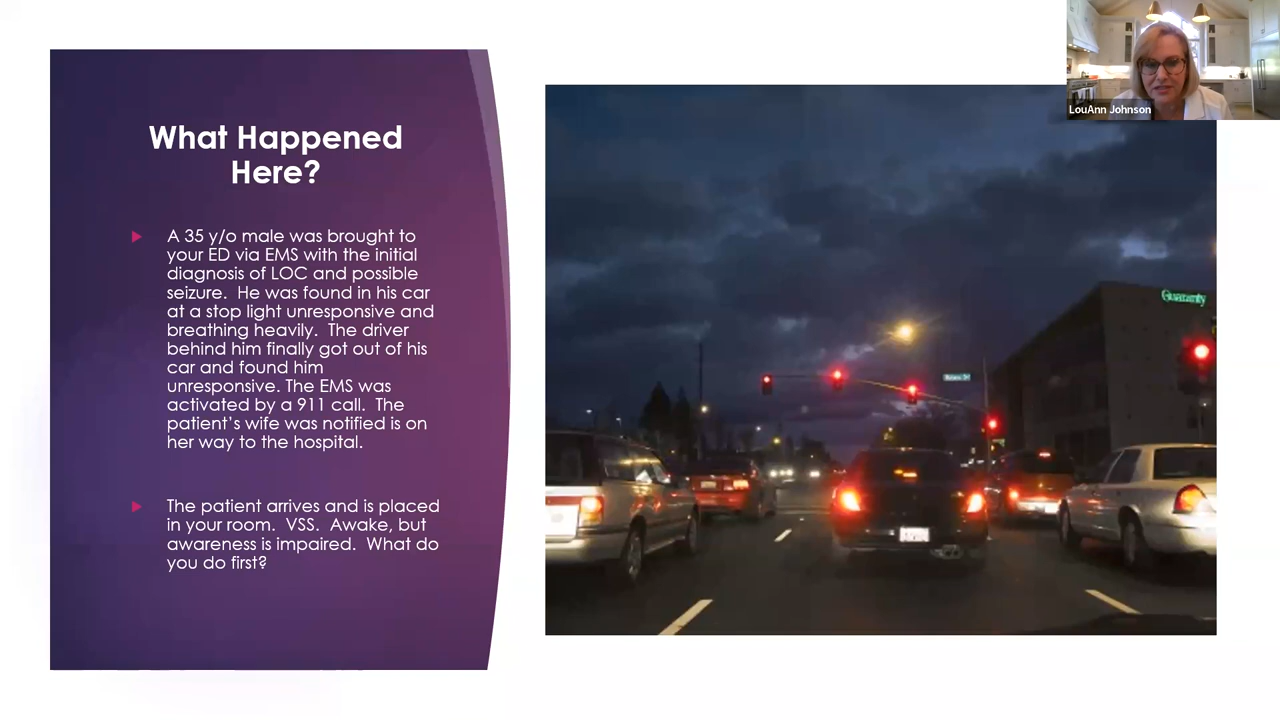 What Happened
Here?
A 35 y/o male was brought to
your ED via EMS with the initial
diagnosis of LOC and possible
seizure.  He was found in his car
at a stop light unresponsive and
breathing heavily.  The driver
behind him finally got out of his
car and found him
unresponsive. The EMS was
activated by a 911 call.  The
patient's wife was notified is on
her way to the hospital.
The patient arrives and is placed
in your room.  VSS.  Awake, but
awareness is impaired.  What do
you do first?
LouAnn Johnson
Guaranty